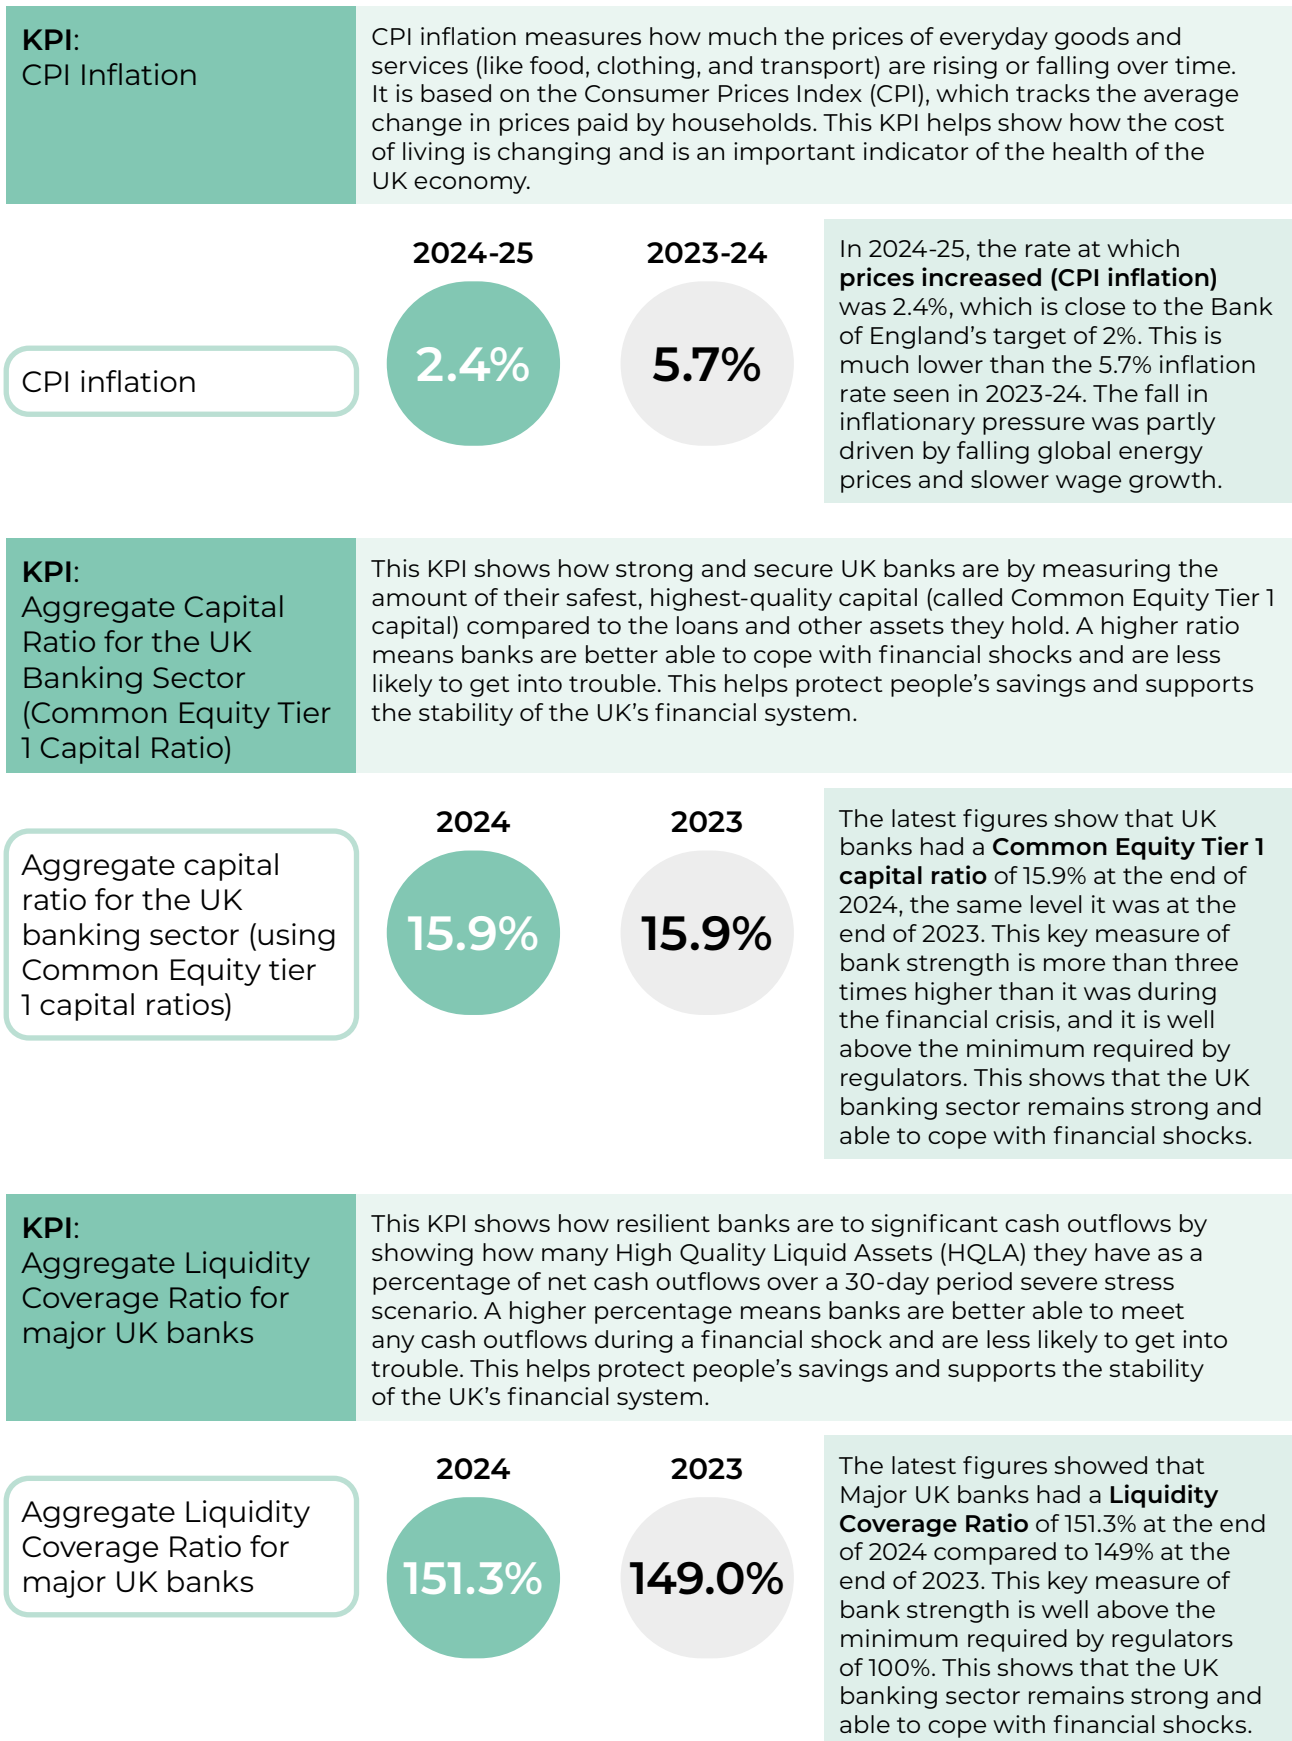 KPI:
CPI Inflation
CPI inflation measures how much the prices of everyday goods and
services (like food, clothing, and transport) are rising or falling over time.
It is based on the Consumer Prices Index (CPI), which tracks the average
change in prices paid by households. This KPI helps show how the cost
of living is changing and is an important indicator of the health of the
UK economy.
CPI inflation
2024-25
2.4%
2023-24
5.7%
In 2024-25, the rate at which
prices increased (CPI inflation)
was 2.4%, which is close to the Bank
of England's target of 2%. This is
much lower than the 5.7% inflation
rate seen in 2023-24. The fall in
inflationary pressure was partly
driven by falling global energy
prices and slower wage growth.
KPI:
Aggregate Capital
Ratio for the UK
Banking Sector
(Common Equity Tier
1 Capital Ratio)
This KPI shows how strong and secure UK banks are by measuring the
amount of their safest, highest-quality capital (called Common Equity Tier 1
capital) compared to the loans and other assets they hold. A higher ratio
means banks are better able to cope with financial shocks and are less
likely to get into trouble. This helps protect people's savings and supports
the stability of the UK's financial system.
Aggregate capital
ratio for the UK
banking sector (using
Common Equity tier
1 capital ratios)
2024
15.9%
2023
15.9%
The latest figures show that UK
banks had a Common Equity Tier 1
capital ratio of 15.9% at the end of
2024, the same level it was at the
end of 2023. This key measure of
bank strength is more than three
times higher than it was during
the financial crisis, and it is well
above the minimum required by
regulators. This shows that the UK
banking sector remains strong and
able to cope with financial shocks.
KPI:
Aggregate Liquidity
Coverage Ratio for
major UK banks
This KPI shows how resilient banks are to significant cash outflows by
showing how many High Quality Liquid Assets (HQLA) they have as a
percentage of net cash outflows over a 30-day period severe stress
scenario. A higher percentage means banks are better able to meet
any cash outflows during a financial shock and are less likely to get into
trouble. This helps protect people's savings and supports the stability
of the UK's financial system.
Aggregate Liquidity
Coverage Ratio for
major UK banks
2024
151.3%
2023
149.0%
The latest figures showed that
Major UK banks had a Liquidity
Coverage Ratio of 151.3% at the end
of 2024 compared to 149% at the
end of 2023. This key measure of
bank strength is well above the
minimum required by regulators
of 100%. This shows that the UK
banking sector remains strong and
able to cope with financial shocks.